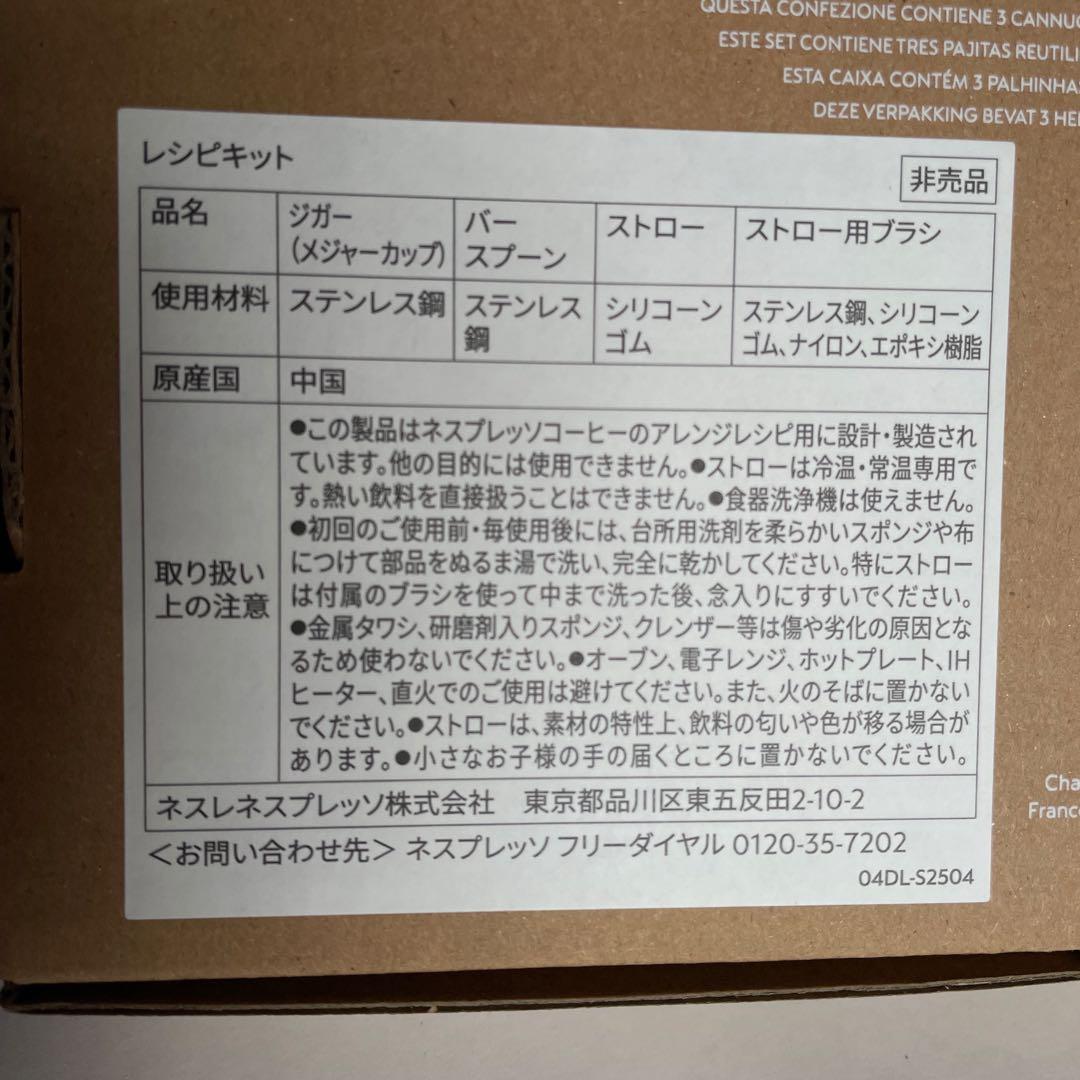 QUESTA CONFEZIONE CONTIENE 3
ESTE SET CONTIENE TRES PAJITAS
ESTA CAIXA CONTÉM 3 PALHINHAS
DEZE VERPAKKING BEVAT 3
レシピキット
非売品
品名 ジガー（メジャーカップ） バースプーン ストロー ストロー用ブラシ
使用材料 ステンレス鋼 ステンレス鋼 シリコーンゴム ステンレス鋼、シリコーンゴム、ナイロン、エポキシ樹脂
原産国 中国
取り扱い上の注意
●この製品はネスプレッソコーヒーのアレンジレシピ用に設計・製造され
ています。他の目的には使用できません。●ストローは冷温・常温専用で
す。熱い飲料を直接扱うことはできません。●食器洗浄機は使えません。
●初回のご使用前・毎使用後には、台所用洗剤を柔らかいスポンジや布
につけて部品をぬるま湯で洗い、完全に乾かしてください。特にストロー
は付属のブラシを使って中まで洗った後、念入りにすすいでください。
●金属タワシ、研磨剤入りスポンジ、クレンザー等は傷や劣化の原因とな
るため使わないでください。●オーブン、電子レンジ、ホットプレート、IH
ヒーター、直火でのご使用は避けてください。また、火のそばに置かない
でください。●ストローは、素材の特性上、飲料の匂いや色が移る場合が
あります。●小さなお子様の手の届くところに置かないでください。
ネスレネスプレッソ株式会社 東京都品川区東五反田2-10-2
＜お問い合わせ先＞ ネスプレッソ フリーダイヤル 0120-35-7202
04DL-S2504